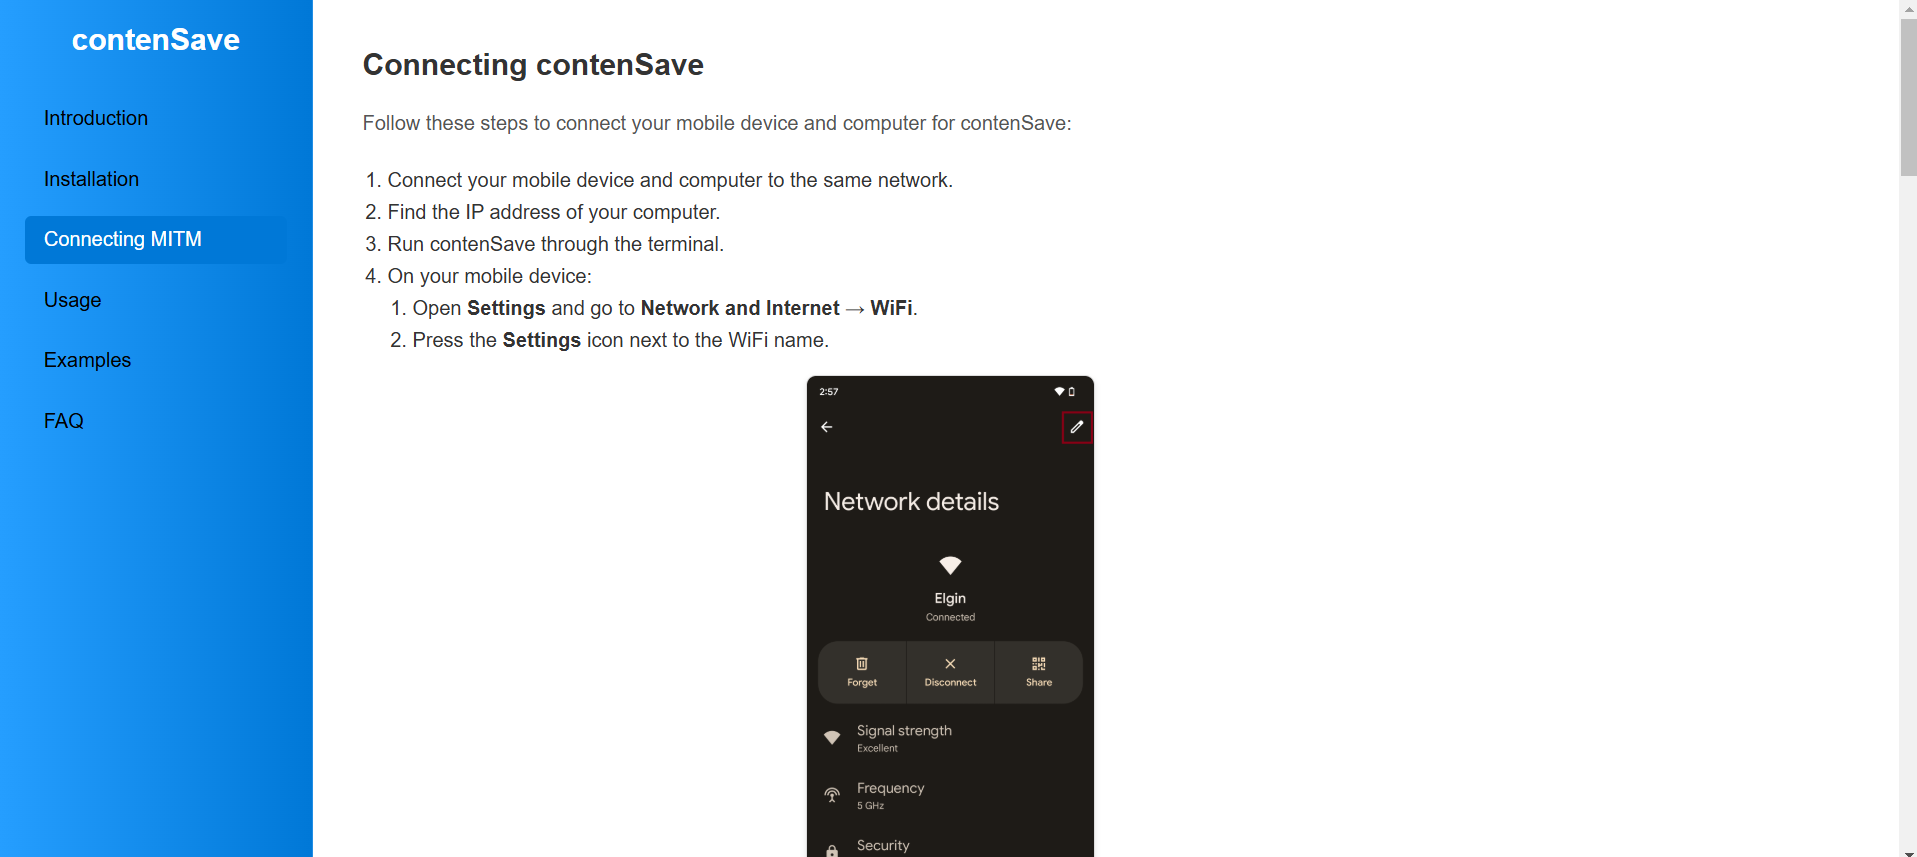 contenSave
Introduction
Installation
Connecting MITM
Usage
Examples
FAQ
Connecting contenSave
Follow these steps to connect your mobile device and computer for contenSave:
1. Connect your mobile device and computer to the same network.
2. Find the IP address of your computer.
3. Run contenSave through the terminal.
4. On your mobile device:
1. Open Settings and go to Network and Internet → WiFi.
2. Press the Settings icon next to the WiFi name.
2:57
Network details
Elgin
Connected
Forget Disconnect Share
Signal strength
Excellent
Frequency
5 GHz
Security